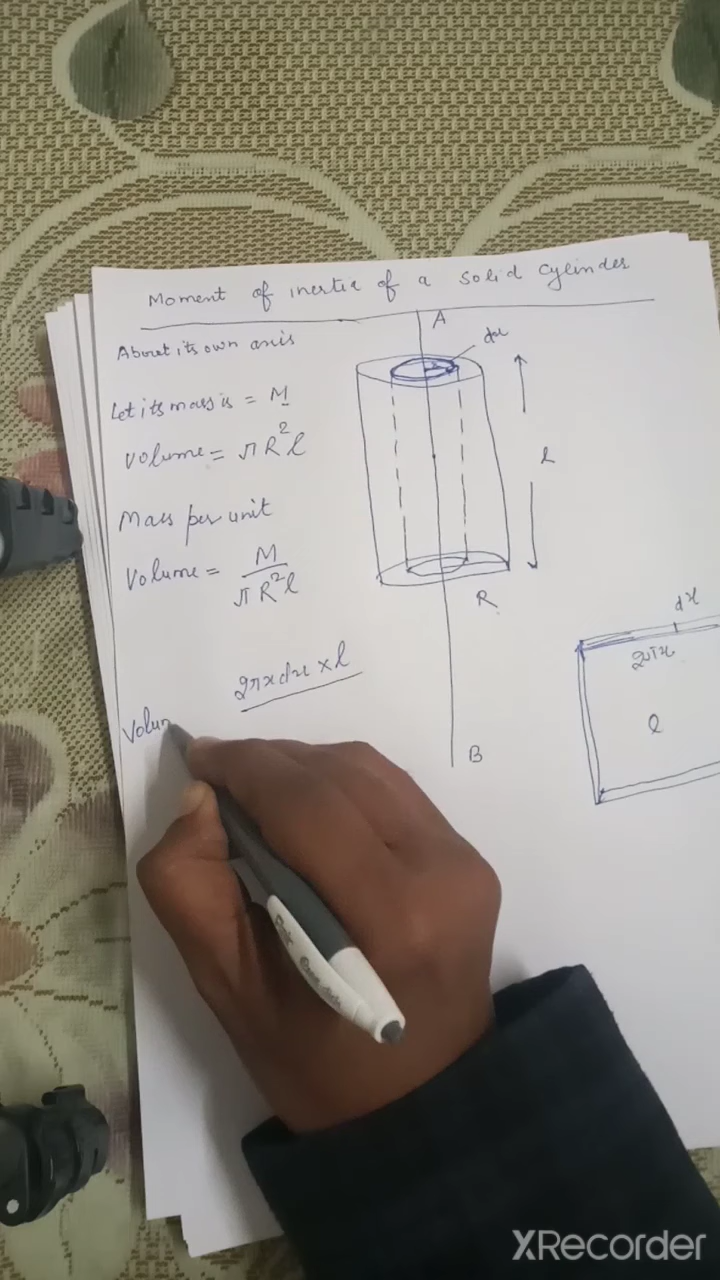 Moment of inertia of a solid cylinder
About its own axis
A
dx
Let its mass is = M
Volume = πR²l
l
Mass per unit
Volume = M / πR²l
R
dx
2πx
2πxdx × l
l
Volum
B
XRecorder